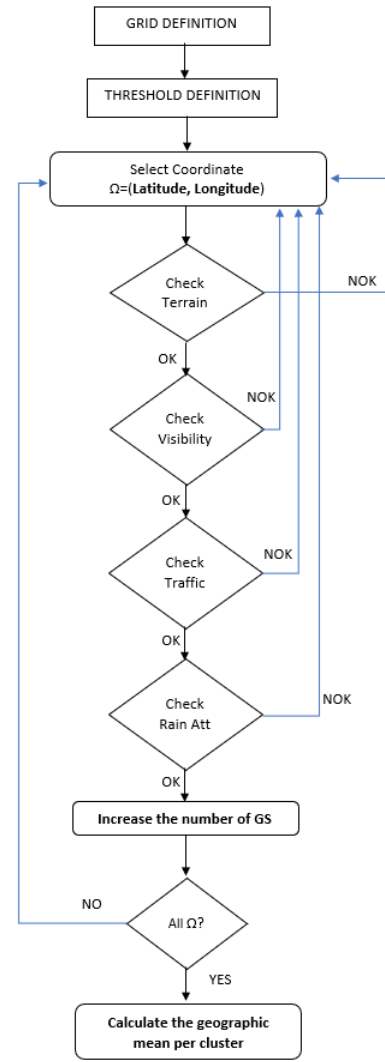 GRID DEFINITION
THRESHOLD DEFINITION
Select Coordinate
Ω=(Latitude, Longitude)
Check
Terrain
NOK
OK
Check
Visibility
NOK
OK
Check
Traffic
NOK
OK
Check
Rain Att
NOK
OK
Increase the number of GS
NO
All Ω?
YES
Calculate the geographic
mean per cluster